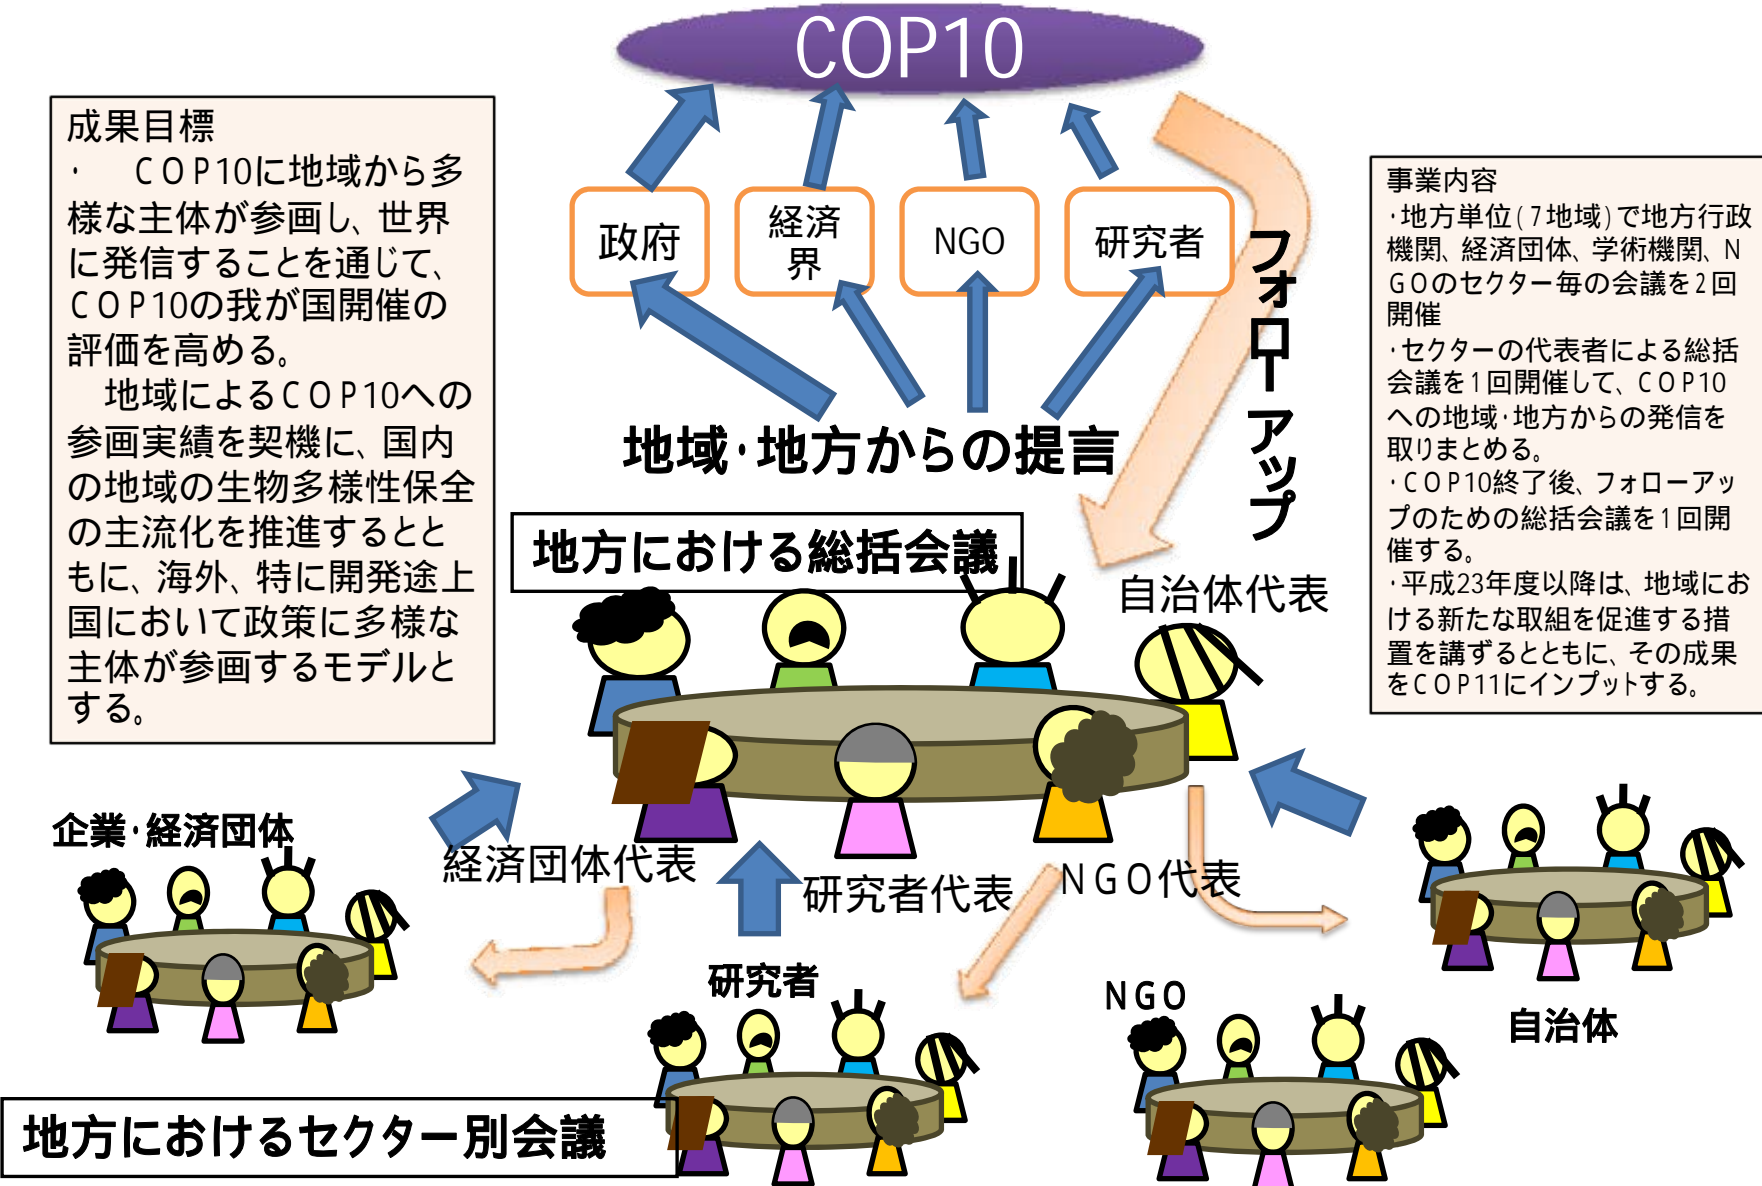 COP10
成果目標
・　ＣＯＰ10に地域から多
様な主体が参画し、世界
に発信することを通じて、
ＣＯＰ10の我が国開催の
評価を高める。
　地域によるＣＯＰ10への
参画実績を契機に、国内
の地域の生物多様性保全
の主流化を推進するとと
もに、海外、特に開発途上
国において政策に多様な
主体が参画するモデルと
する。
政府
経済
界
NGO
研究者
フォローアップ
事業内容
・地方単位(７地域)で地方行政
機関、経済団体、学術機関、Ｎ
ＧＯのセクター毎の会議を２回
開催
・セクターの代表者による総括
会議を１回開催して、ＣＯＰ10
への地域・地方からの発信を
取りまとめる。
・ＣＯＰ10終了後、フォローアッ
プのための総括会議を１回開
催する。
・平成23年度以降は、地域にお
ける新たな取組を促進する措
置を講ずるとともに、その成果
をＣＯＰ11にインプットする。
地域・地方からの提言
地方における総括会議
自治体代表
企業・経済団体
経済団体代表
研究者代表
ＮＧＯ代表
研究者
ＮＧＯ
自治体
地方におけるセクター別会議